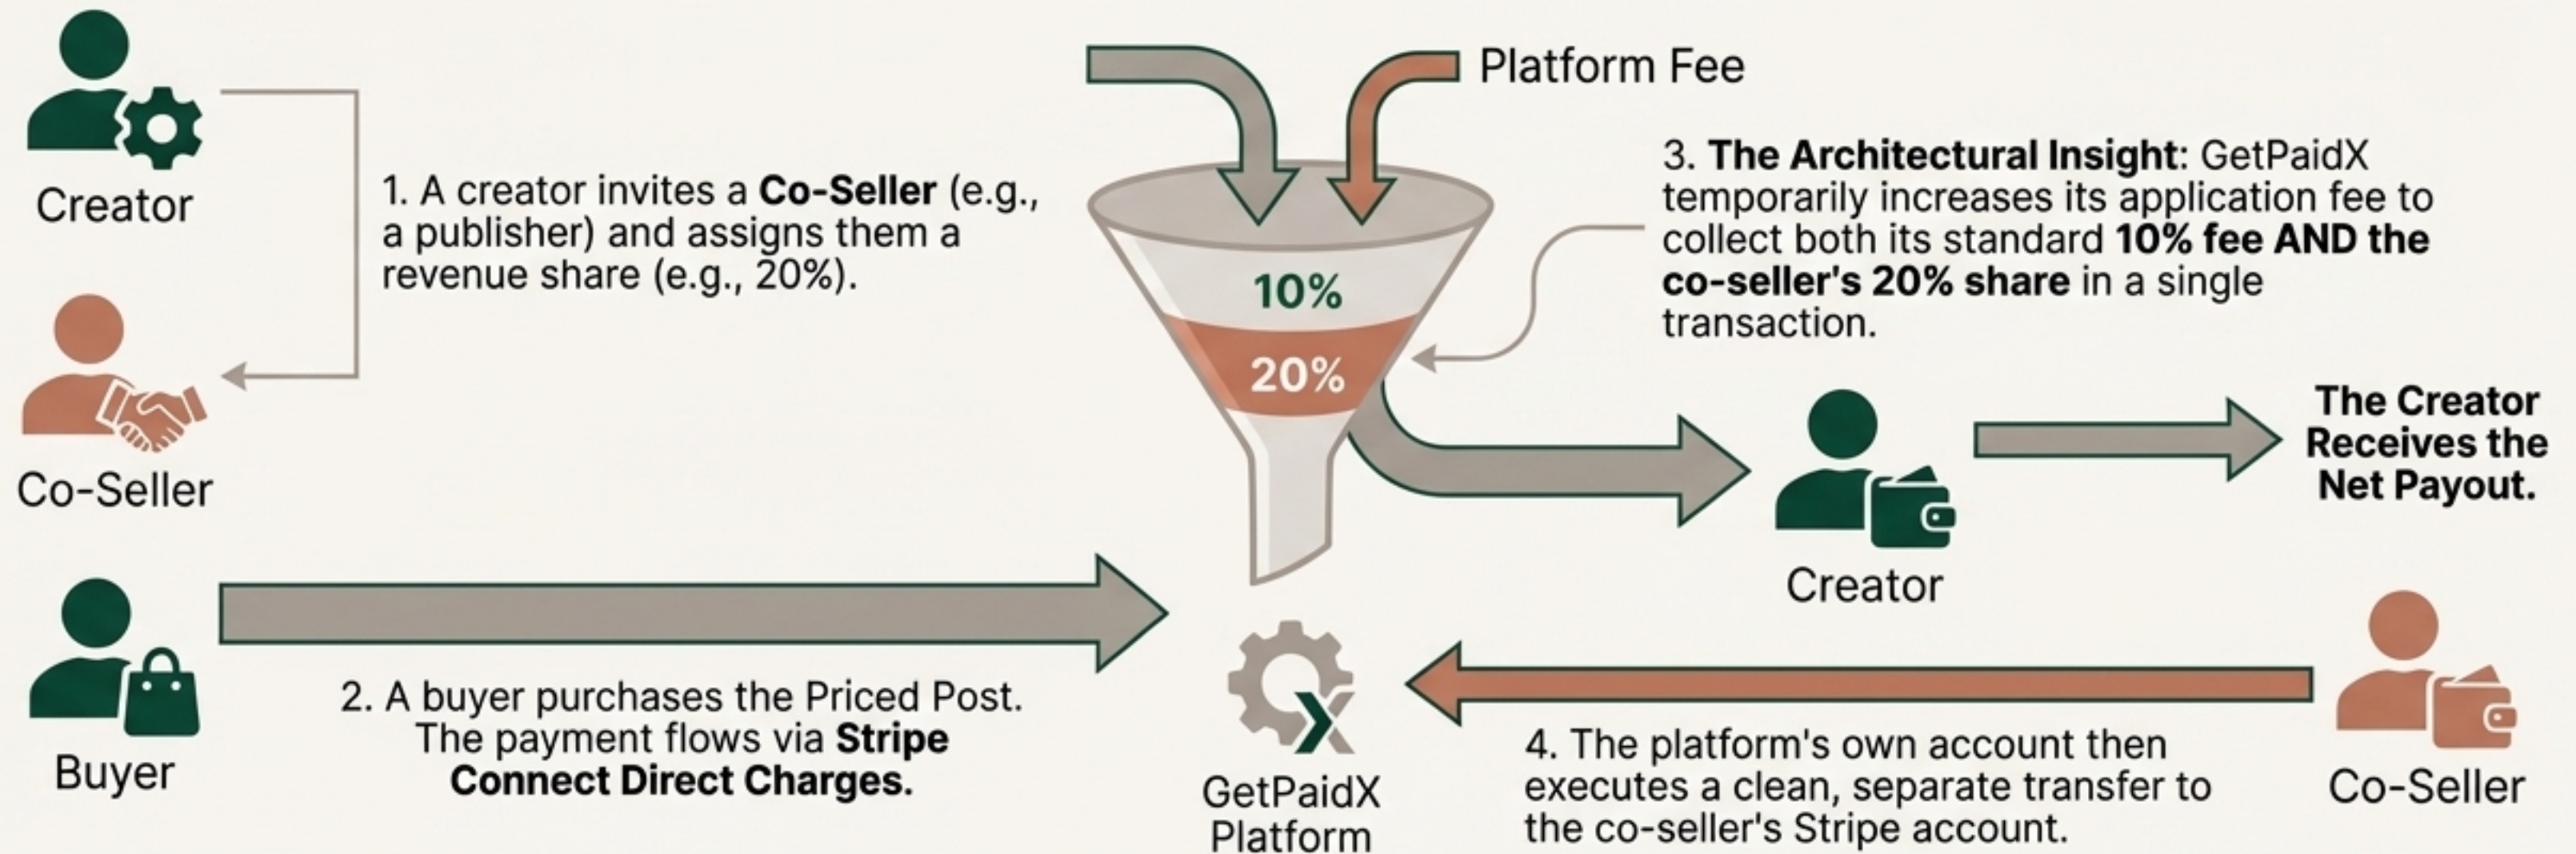 Creator
1. A creator invites a Co-Seller (e.g.,
a publisher) and assigns them a
revenue share (e.g., 20%).
Co-Seller
Buyer
2. A buyer purchases the Priced Post.
The payment flows via Stripe
Connect Direct Charges.
Platform Fee
10%
20%
3. The Architectural Insight: GetPaidX
temporarily increases its application fee to
collect both its standard 10% fee AND the
co-seller's 20% share in a single
transaction.
Creator
The Creator
Receives the
Net Payout.
GetPaidX
Platform
4. The platform's own account then
executes a clean, separate transfer to
the co-seller's Stripe account.
Co-Seller